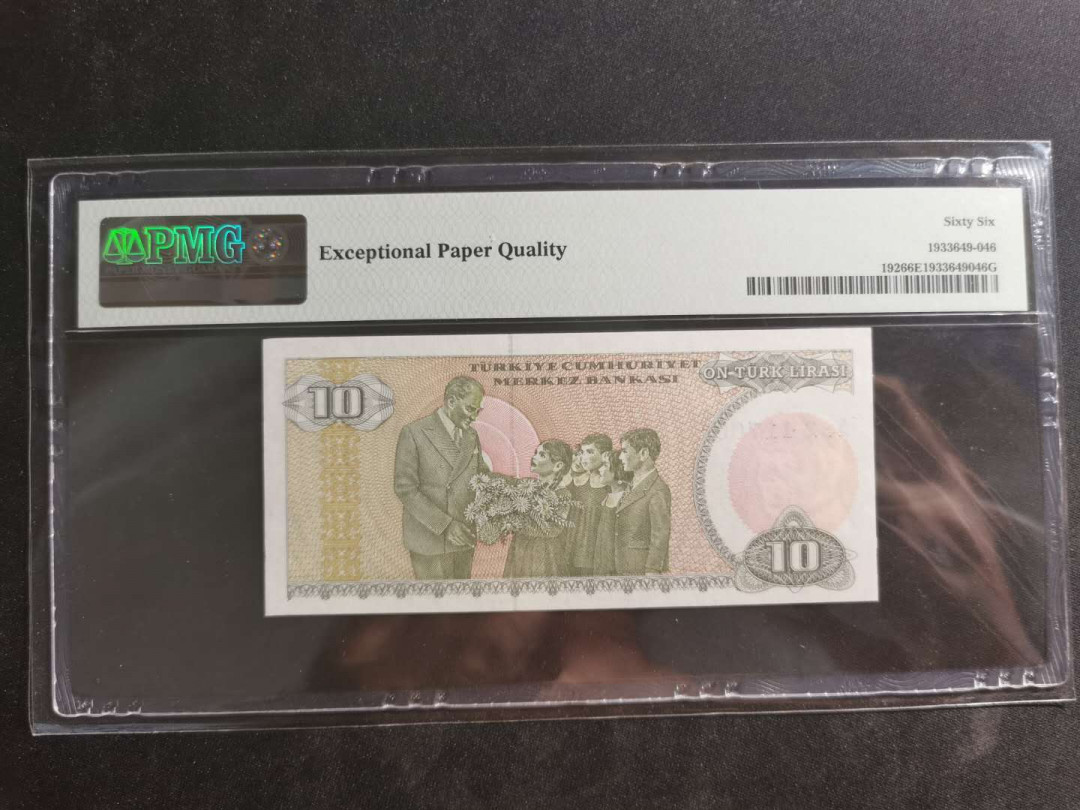 PMG
Exceptional Paper Quality
Sixty Six
1933649-046
19266E1933649046G
TÜRKİYE CUMHURİYET
MERKEZ BANKASI
ON-TÜRK LİRASI
10
10